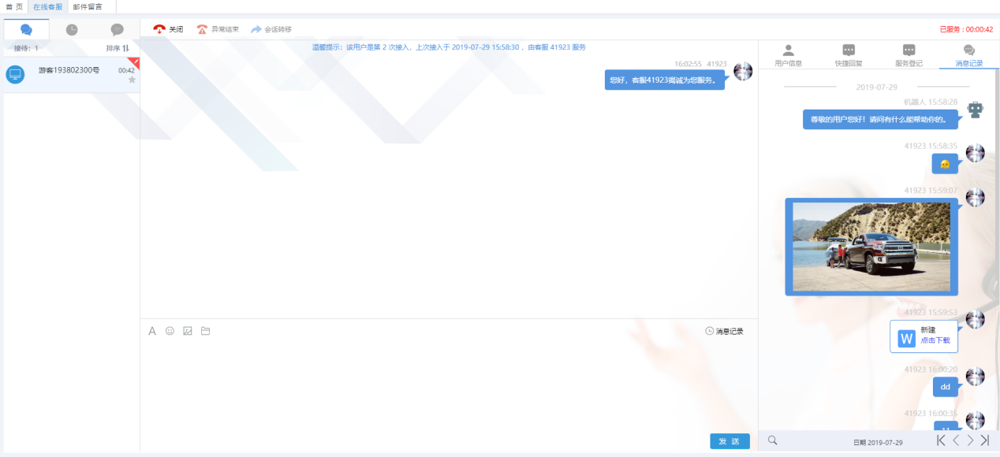 首 页 在线客服 邮件留言
关闭 异常结束 会话转移
已服务 : 00:00:42
接待：1 排序
游客193802300号 00:42
温馨提示：该用户是第 2 次接入，上次接入于 2019-07-29 15:58:30 ，由客服 41923 服务
16:02:55 41923
您好，客服41923竭诚为您服务。
消息记录
发 送
用户信息 快捷回复 服务登记 消息记录
2019-07-29
机器人 15:58:28
尊敬的用户您好！请问有什么能帮助你的。
41923 15:58:35
41923 15:59:07
41923 15:59:53
W 新建
点击下载
41923 16:00:20
dd
41923 16:00:35
日期 2019-07-29